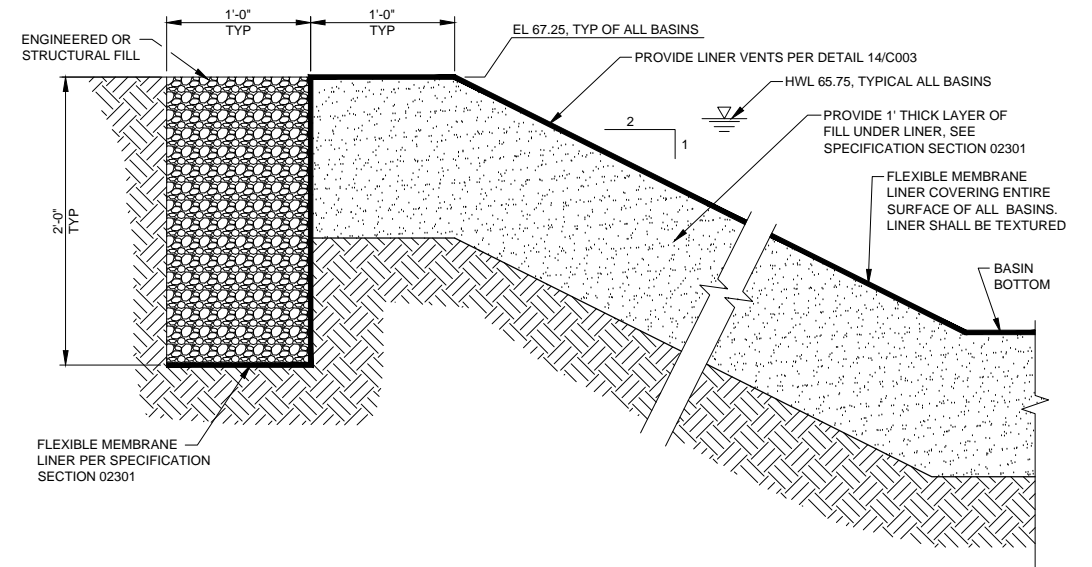 1'-0"
TYP
1'-0"
TYP
ENGINEERED OR
STRUCTURAL FILL
EL 67.25, TYP OF ALL BASINS
PROVIDE LINER VENTS PER DETAIL 14/C003
HWL 65.75, TYPICAL ALL BASINS
2
1
PROVIDE 1' THICK LAYER OF
FILL UNDER LINER, SEE
SPECIFICATION SECTION 02301
FLEXIBLE MEMBRANE
LINER COVERING ENTIRE
SURFACE OF ALL BASINS.
LINER SHALL BE TEXTURED
2'-0"
TYP
BASIN
BOTTOM
FLEXIBLE MEMBRANE
LINER PER SPECIFICATION
SECTION 02301